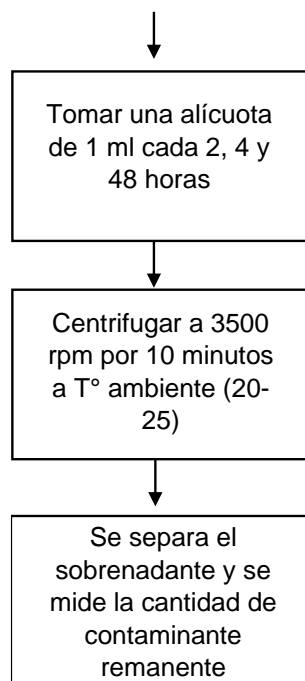 Tomar una alícuota
de 1 ml cada 2, 4 y
48 horas
Centrifugar a 3500
rpm por 10 minutos
a T° ambiente (20-
25)
Se separa el
sobrenadante y se
mide la cantidad de
contaminante
remanente